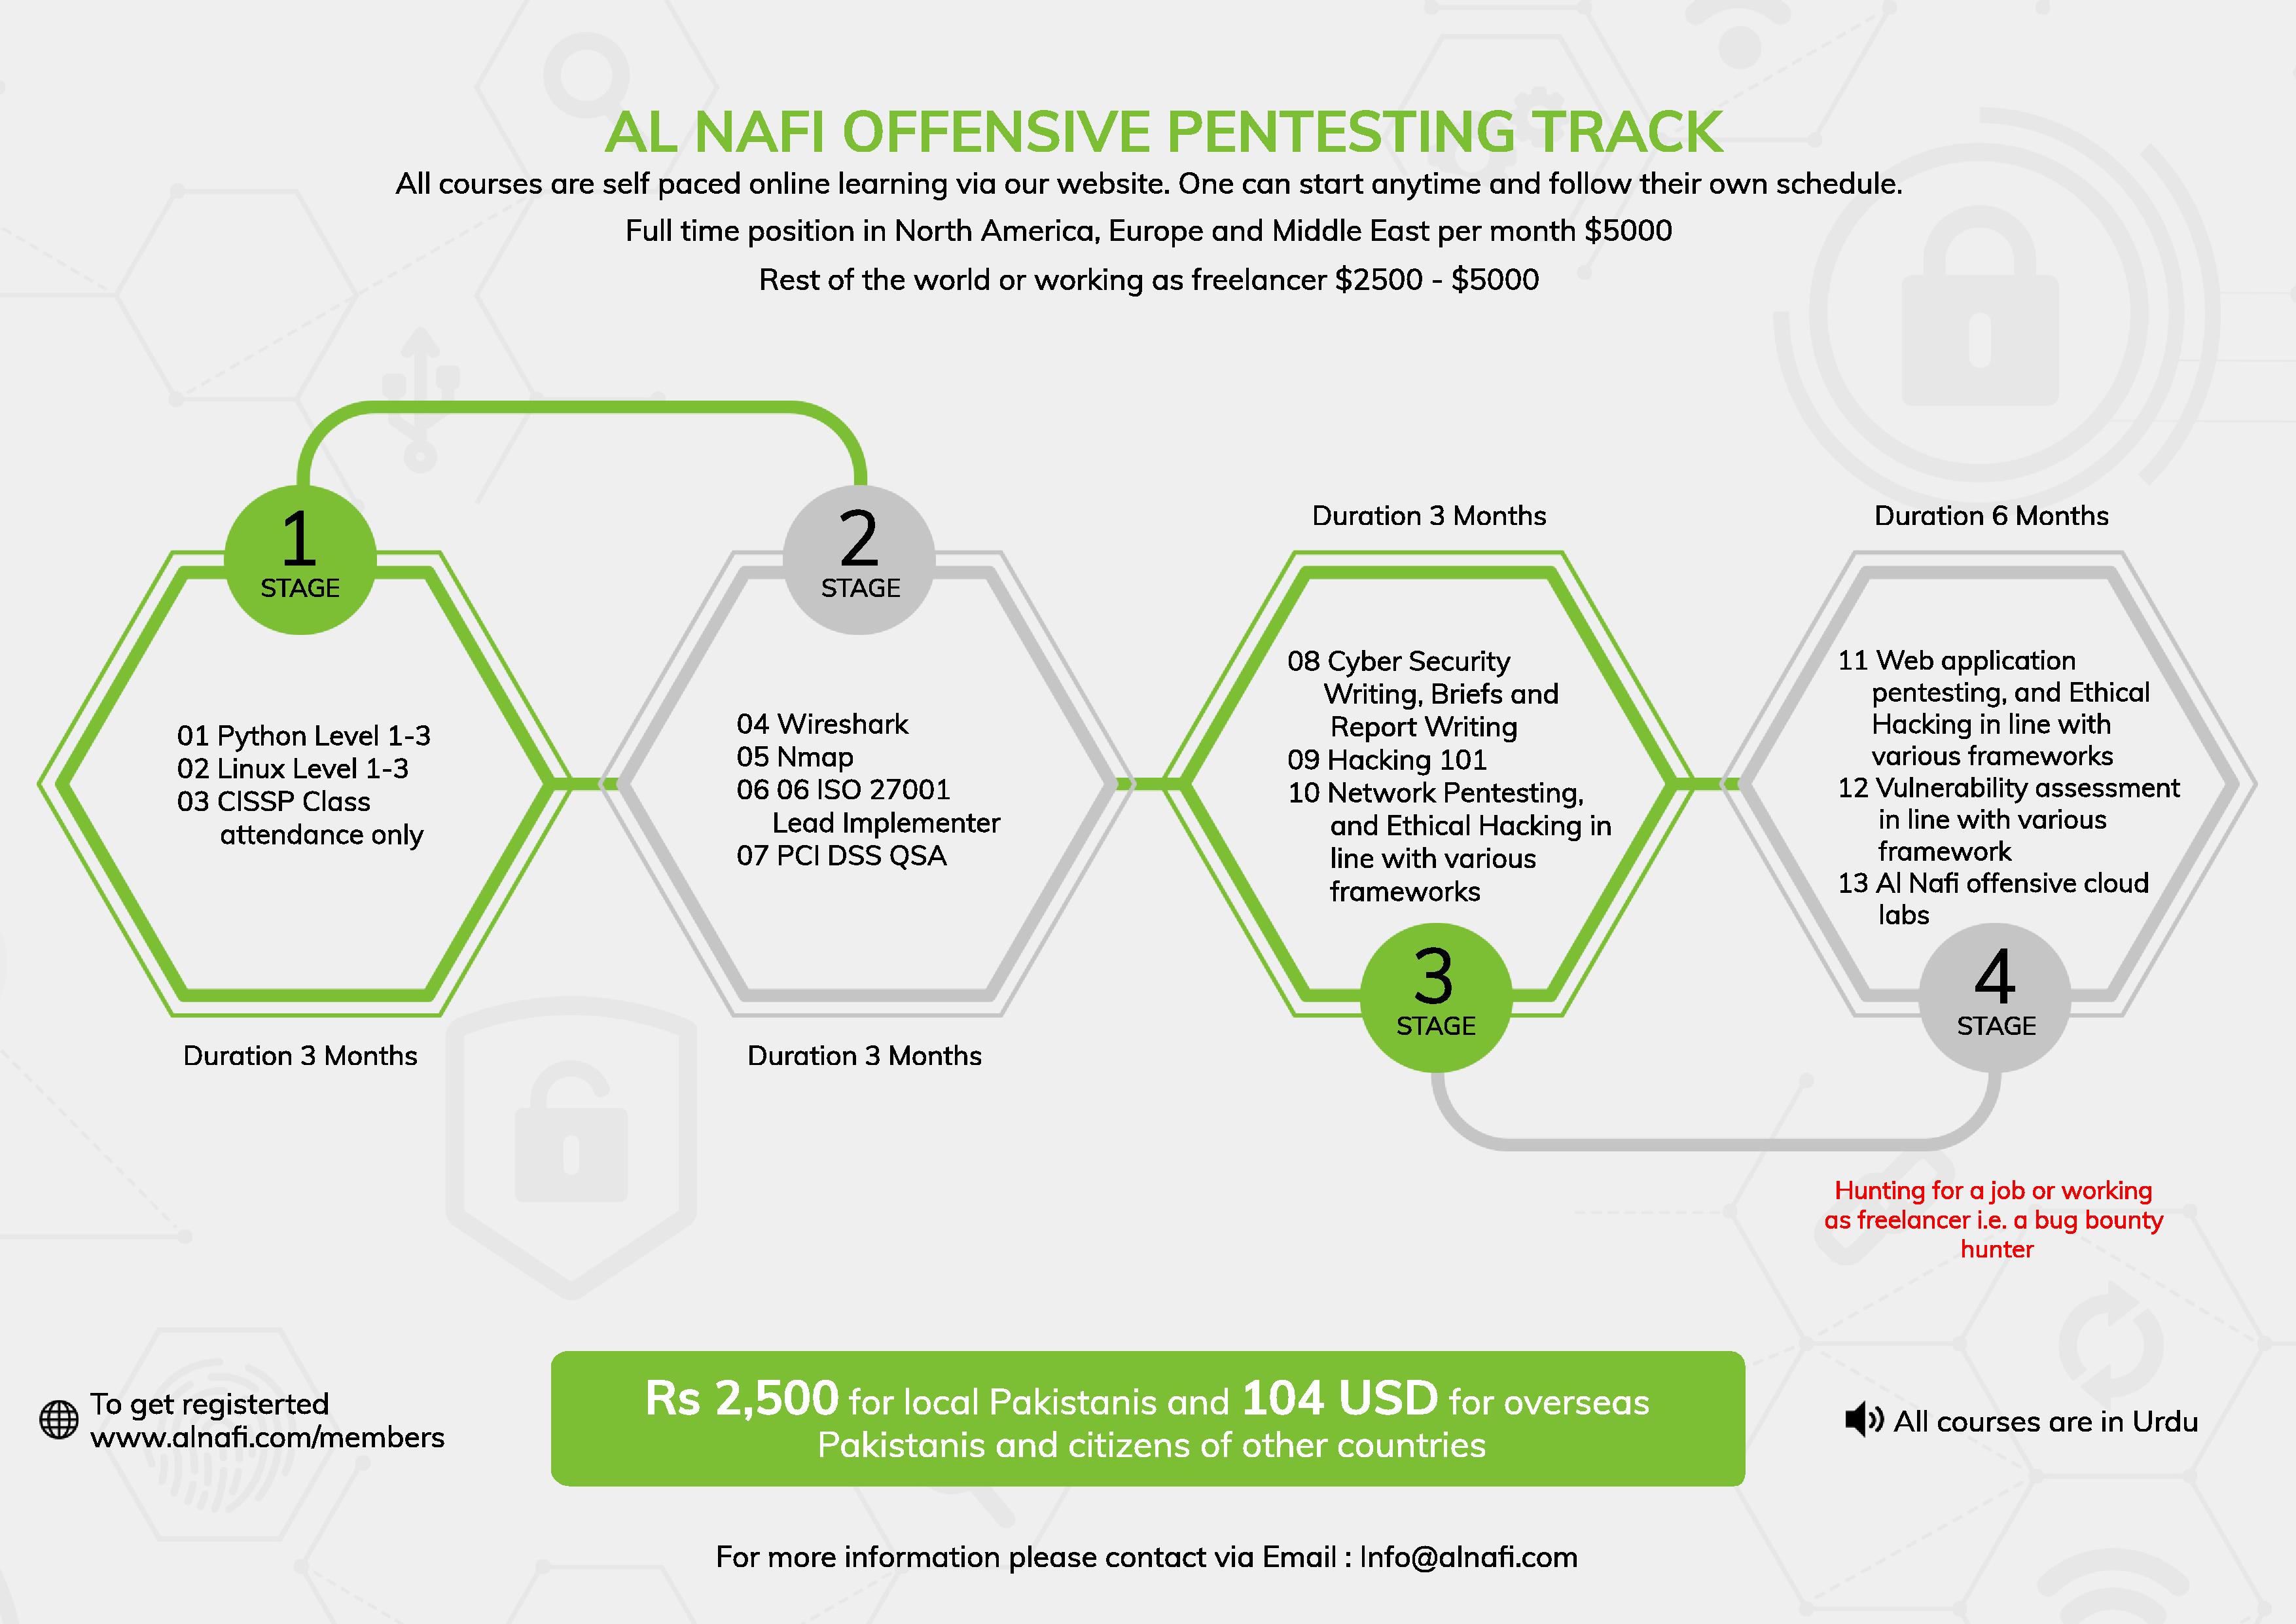 AL NAFI OFFENSIVE PENTESTING TRACK
All courses are self paced online learning via our website. One can start anytime and follow their own schedule.
Full time position in North America, Europe and Middle East per month $5000
Rest of the world or working as freelancer $2500 - $5000
1
STAGE
01 Python Level 1-3
02 Linux Level 1-3
03 CISSP Class
attendance only
Duration 3 Months
2
STAGE
04 Wireshark
05 Nmap
06 06 ISO 27001
Lead Implementer
07 PCI DSS QSA
Duration 3 Months
Duration 3 Months
08 Cyber Security
Writing, Briefs and
Report Writing
09 Hacking 101
10 Network Pentesting,
and Ethical Hacking in
line with various
frameworks
3
STAGE
Duration 6 Months
11 Web application
pentesting, and Ethical
Hacking in line with
various frameworks
12 Vulnerability assessment
in line with various
framework
13 Al Nafi offensive cloud
labs
4
STAGE
Hunting for a job or working
as freelancer i.e. a bug bounty
hunter
To get registerted
www.alnafi.com/members
Rs 2,500 for local Pakistanis and 104 USD for overseas
Pakistanis and citizens of other countries
All courses are in Urdu
For more information please contact via Email : Info@alnafi.com